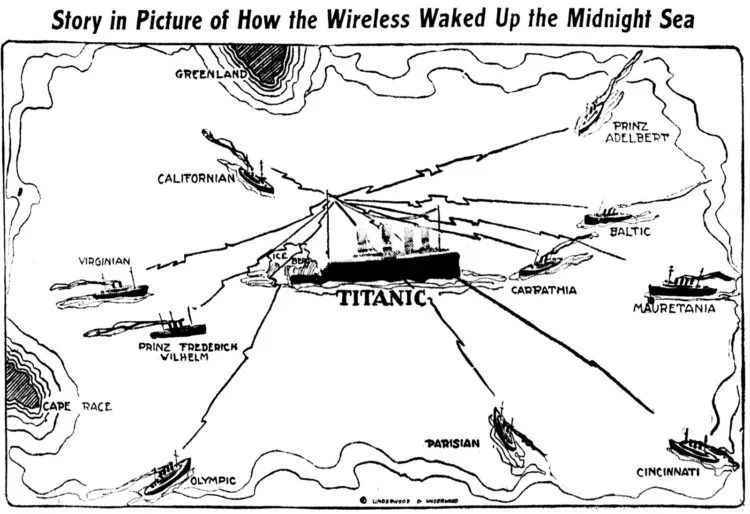 Story in Picture of How the Wireless Waked Up the Midnight Sea
GREENLAND
PRINZ
ADELBERT
CALIFORNIAN
BALTIC
VIRGINIAN
ICE
BERG
CARPATHIA
TITANIC
MAURETANIA
PRINZ FREDERICK
WILHELM
CAPE RACE
PARISIAN
CINCINNATI
OLYMPIC
© UNDERWOOD & UNDERWOOD